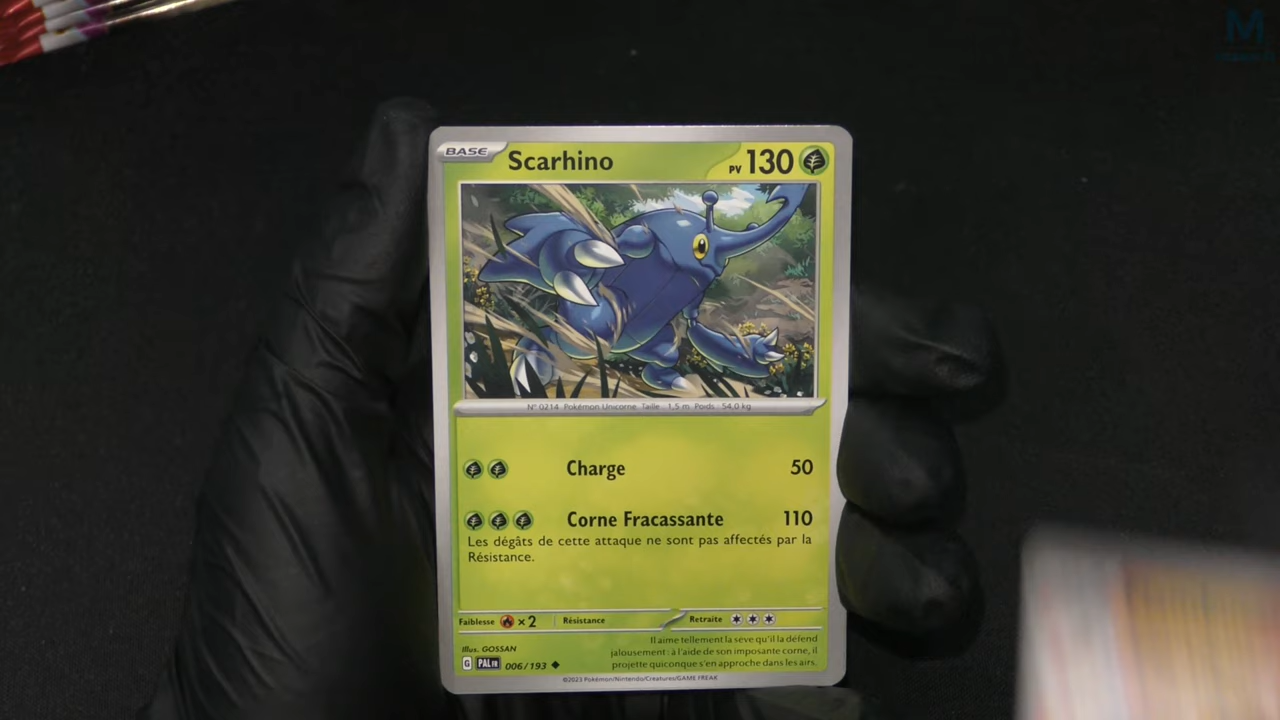 M
BASE
Scarhino
PV 130
N° 0214 Pokémon Unicorne Taille : 1,5 m Poids : 54.0 kg
Charge 50
Corne Fracassante 110
Les dégâts de cette attaque ne sont pas affectés par la
Résistance.
Faiblesse ×2 Résistance Retraite
Illus. GOSSAN
G PAL FR 006/193
Il aime tellement la sève qu'il la défend
jalousement : à l'aide de son imposante corne, il
projette quiconque s'en approche dans les airs.
©2023 Pokémon/Nintendo/Creatures/GAME FREAK